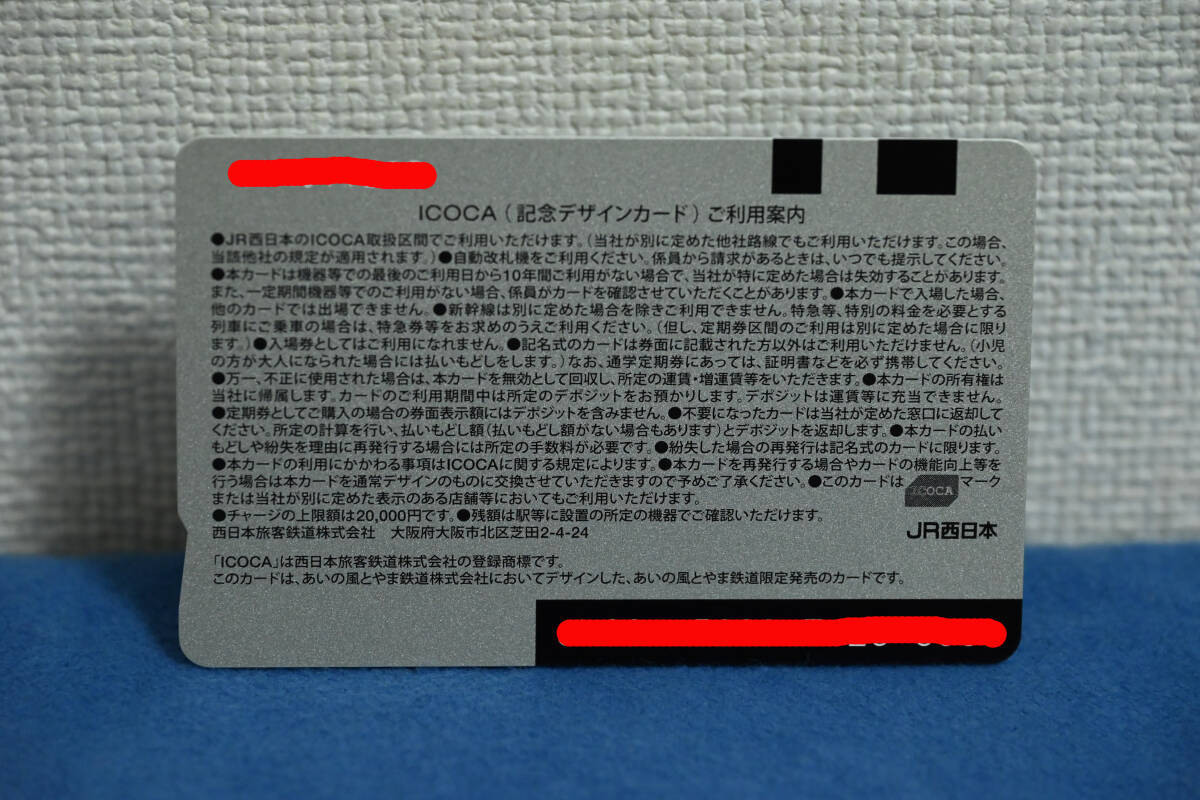 ICOCA（記念デザインカード）ご利用案内
●JR西日本のICOCA取扱区間でご利用いただけます。（当社が別に定めた他社路線でもご利用いただけます。この場合、
当該他社の規定が適用されます。）●自動改札機をご利用ください。係員から請求があるときは、いつでも提示してください。
●本カードは機器等での最後のご利用日から10年間ご利用がない場合で、当社が特に定めた場合は失効することがあります。
また、一定期間機器等でのご利用がない場合、係員がカードを確認させていただくことがあります。●本カードで入場した場合、
他のカードでは出場できません。●新幹線は別に定めた場合を除きご利用できません。特急等、特別の料金を必要とする
列車にご乗車の場合は、特急券等をお求めのうえご利用ください。（但し、定期券区間のご利用は別に定めた場合に限り
ます。）●入場券としてはご利用になれません。●記名式のカードは券面に記載された方以外はご利用いただけません。（小児
の方が大人になられた場合には払いもどしをします。）なお、通学定期券にあっては、証明書などを必ず携帯してください。
●万一、不正に使用された場合は、本カードを無効として回収し、所定の運賃・増運賃等をいただきます。●本カードの所有権は
当社に帰属します。カードのご利用期間中は所定のデポジットをお預かりします。デポジットは運賃等に充当できません。
●定期券としてご購入の場合の券面表示額にはデポジットを含みません。●不要になったカードは当社が定めた窓口に返却して
ください。所定の計算を行い、払いもどし額（払いもどし額がない場合もあります）とデポジットを返却します。●本カードの払い
もどしや紛失を理由に再発行する場合には所定の手数料が必要です。●紛失した場合の再発行は記名式のカードに限ります。
●本カードの利用にかかわる事項はICOCAに関する規定によります。●本カードを再発行する場合やカードの機能向上等を
行う場合は本カードを通常デザインのものに交換させていただきますので予めご了承ください。●このカードは ICOCA マーク
または当社が別に定めた表示のある店舗等においてもご利用いただけます。
●チャージの上限額は20,000円です。●残額は駅等に設置の所定の機器でご確認いただけます。
西日本旅客鉄道株式会社　大阪府大阪市北区芝田2-4-24
JR西日本
「ICOCA」は西日本旅客鉄道株式会社の登録商標です。
このカードは、あいの風とやま鉄道株式会社においてデザインした、あいの風とやま鉄道限定発売のカードです。